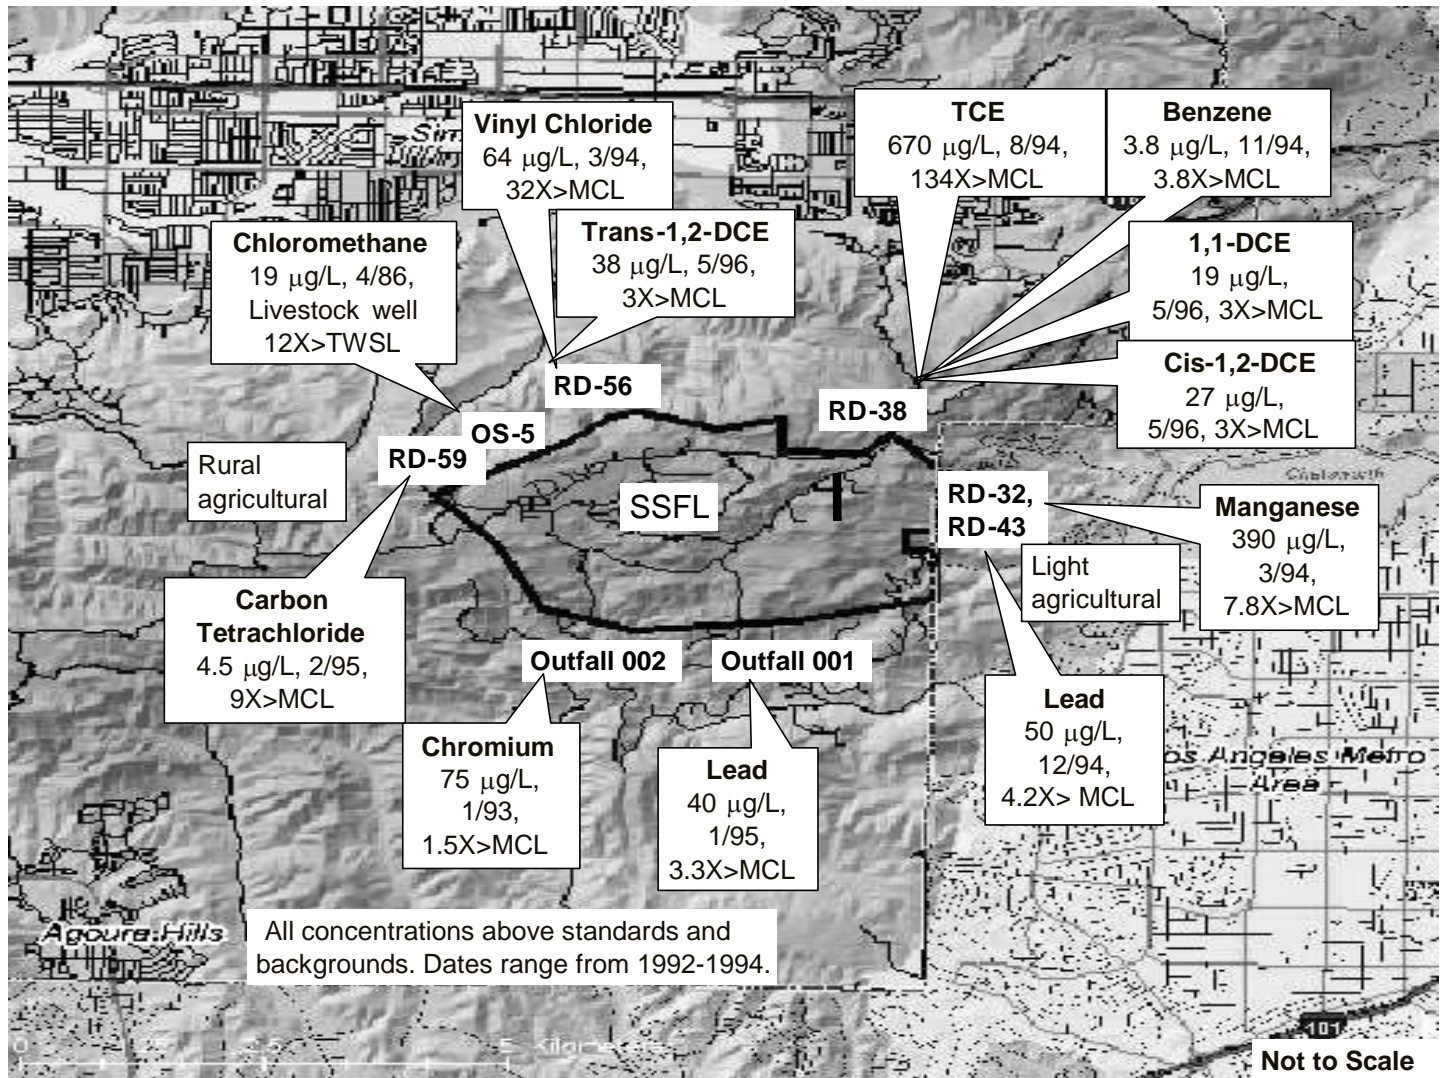 Vinyl Chloride
64 µg/L, 3/94,
32X>MCL
TCE
670 µg/L, 8/94,
134X>MCL
Benzene
3.8 µg/L, 11/94,
3.8X>MCL
Trans-1,2-DCE
38 µg/L, 5/96,
3X>MCL
Chloromethane
19 µg/L, 4/86,
Livestock well
12X>TWSL
1,1-DCE
19 µg/L,
5/96, 3X>MCL
Cis-1,2-DCE
27 µg/L,
5/96, 3X>MCL
RD-56
RD-38
OS-5
RD-59
Rural
agricultural
SSFL
RD-32,
RD-43
Chatsworth
Manganese
390 µg/L,
3/94,
7.8X>MCL
Light
agricultural
Carbon
Tetrachloride
4.5 µg/L, 2/95,
9X>MCL
Outfall 002
Outfall 001
Chromium
75 µg/L,
1/93,
1.5X>MCL
Lead
40 µg/L,
1/95,
3.3X>MCL
Lead
50 µg/L,
12/94,
4.2X> MCL
os Angeles Metro
Area
Agoura Hills
All concentrations above standards and
backgrounds. Dates range from 1992-1994.
101
0 2.5 5 Kilometers
Not to Scale